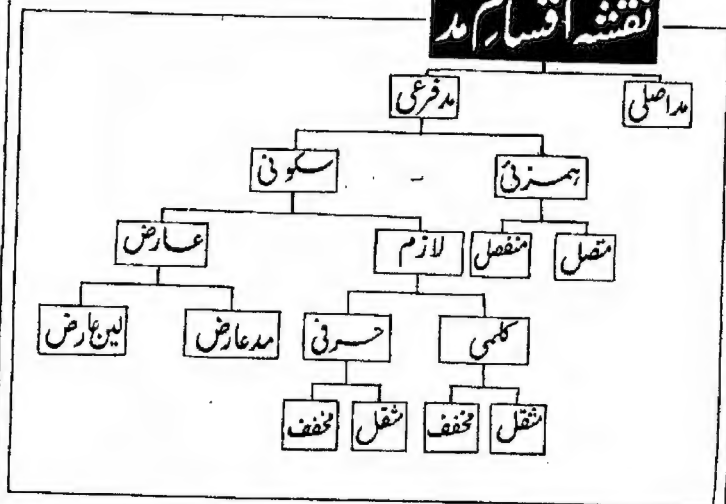 نقشہ اقسامِ مد
مد اصلی مد فرعی
ہمزئی سکونی
متصل منفصل لازم عارض
کلمی حرفی مد عارض لین عارض
مثقل مخفف مثقل مخفف